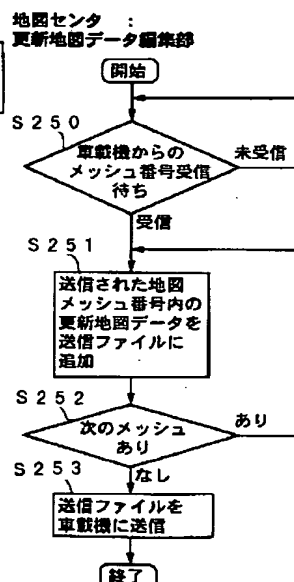 地図センタ :
更新地図データ編集部
開始
S250
車載機からの
メッシュ番号受信
待ち
未受信
受信
S251
送信された地図
メッシュ番号内の
更新地図データを
送信ファイルに
追加
S252
次のメッシュ
あり
あり
なし
S253
送信ファイルを
車載機に送信
終了